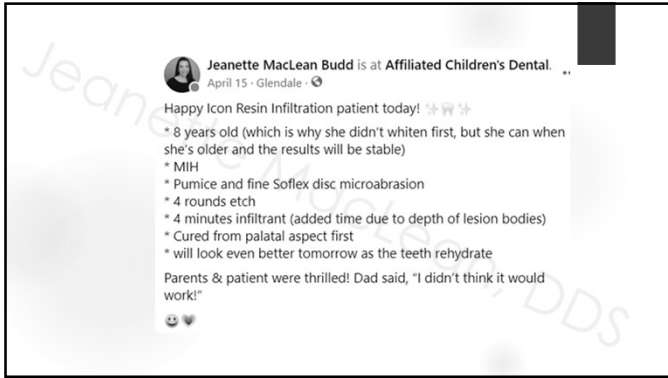 Jeanette MacLean Budd is at Affiliated Children's Dental.
April 15 · Glendale ·
Happy Icon Resin Infiltration patient today! ✨🦷✨
* 8 years old (which is why she didn't whiten first, but she can when
she's older and the results will be stable)
* MIH
* Pumice and fine Soflex disc microabrasion
* 4 rounds etch
* 4 minutes infiltrant (added time due to depth of lesion bodies)
* Cured from palatal aspect first
* will look even better tomorrow as the teeth rehydrate
Parents & patient were thrilled! Dad said, "I didn't think it would
work!"
Jeanette MacLean, DDS